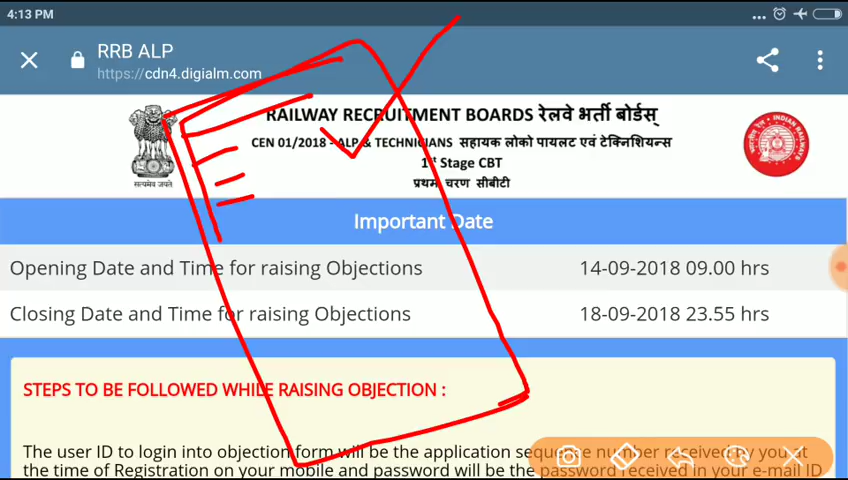 4:13 PM
RRB ALP
https://cdn4.digialm.com
सत्यमेव जयते
RAILWAY RECRUITMENT BOARDS रेलवे भर्ती बोर्डस्
CEN 01/2018 - ALP & TECHNICIANS सहायक लोको पायलट एवं टेक्निशियन्स
1st Stage CBT
प्रथम चरण सीबीटी
INDIAN RAILWAYS
Important Date
Opening Date and Time for raising Objections 14-09-2018 09.00 hrs
Closing Date and Time for raising Objections 18-09-2018 23.55 hrs
STEPS TO BE FOLLOWED WHILE RAISING OBJECTION :
The user ID to login into objection form will be the application sequence number received by you at
the time of Registration on your mobile and password will be the password received in your e-mail ID